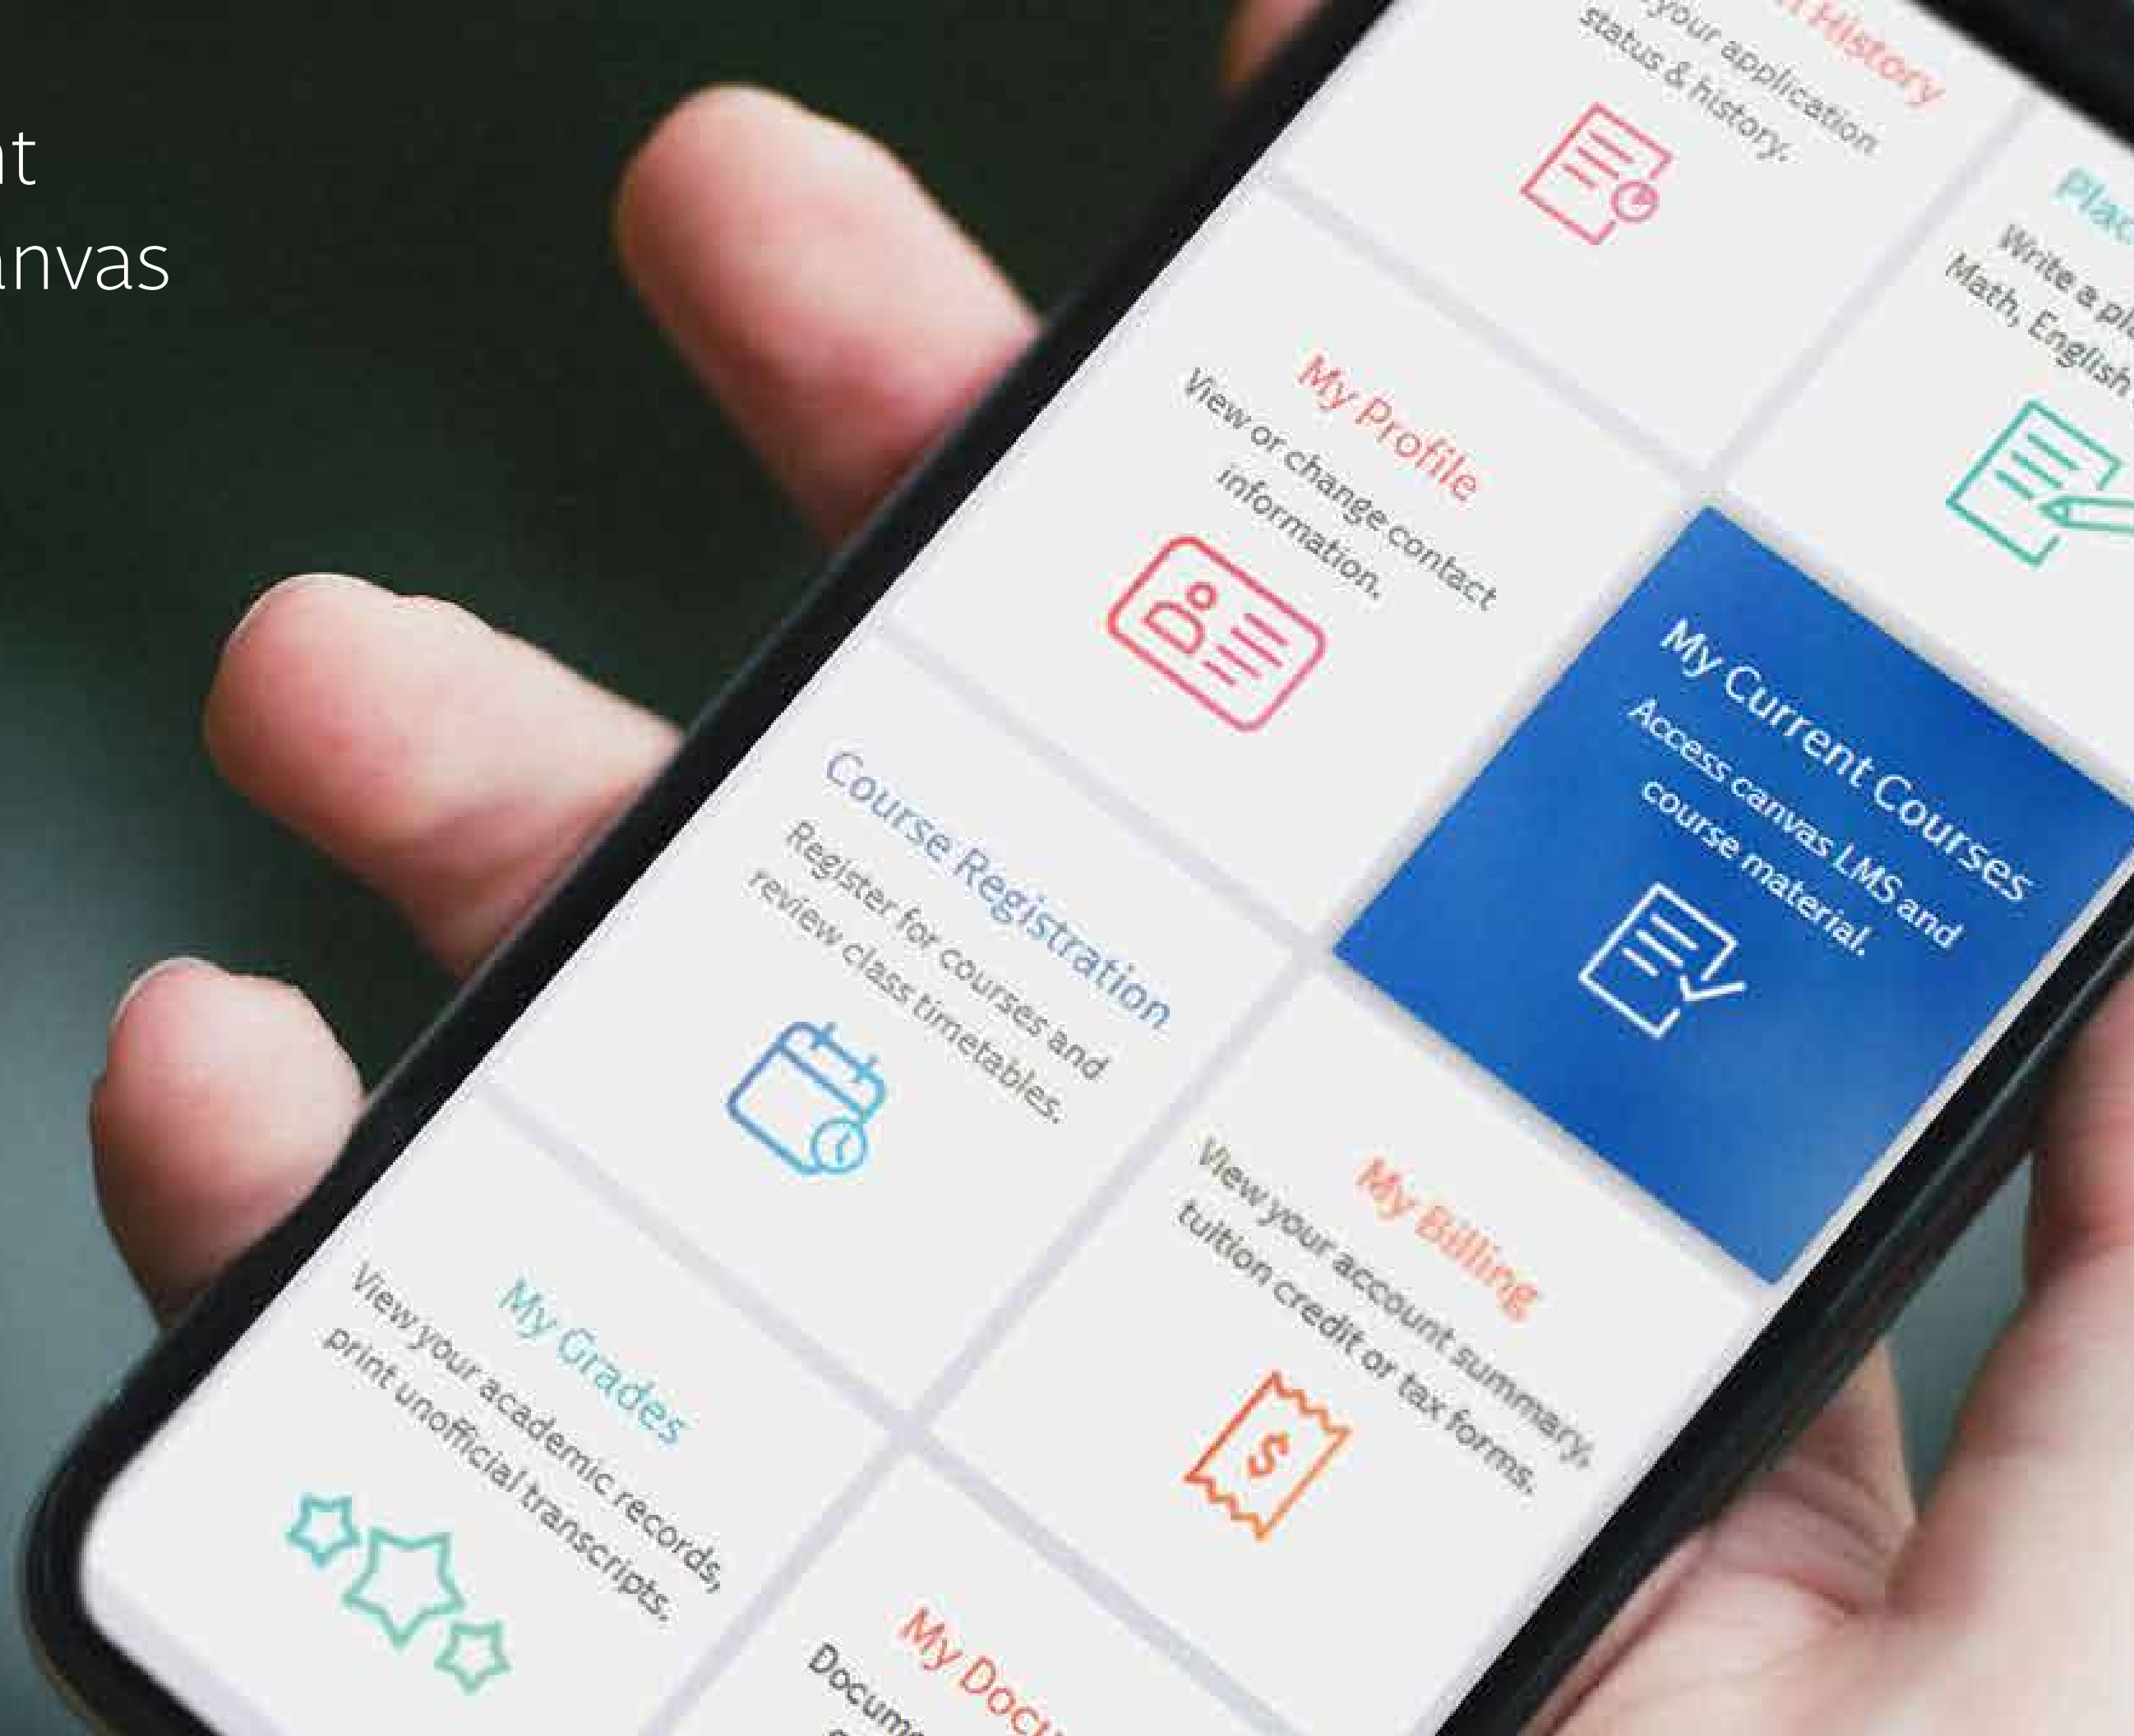 nt
anvas
History
your application
status & history.
Write a
Math, English
My Profile
View or change contact
information.
My Current Courses
Access canvas LMS and
course material.
Course Registration
Register for courses and
review class timetables.
My Billing
View your account summary,
tuition credit or tax forms.
My Grades
View your academic records,
print unofficial transcripts.
My Docu
Docume